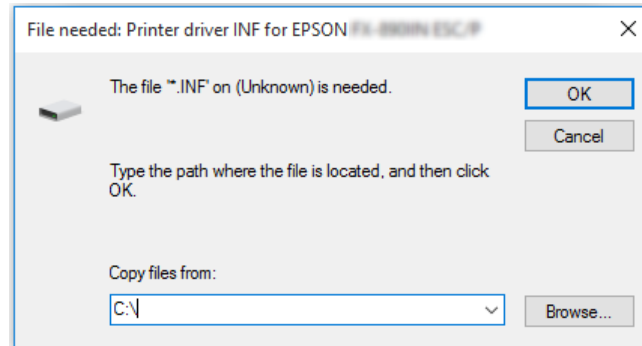 File needed: Printer driver INF for EPSON
The file '*.INF' on (Unknown) is needed.
OK
Cancel
Type the path where the file is located, and then click
OK.
Copy files from:
C:\
Browse...